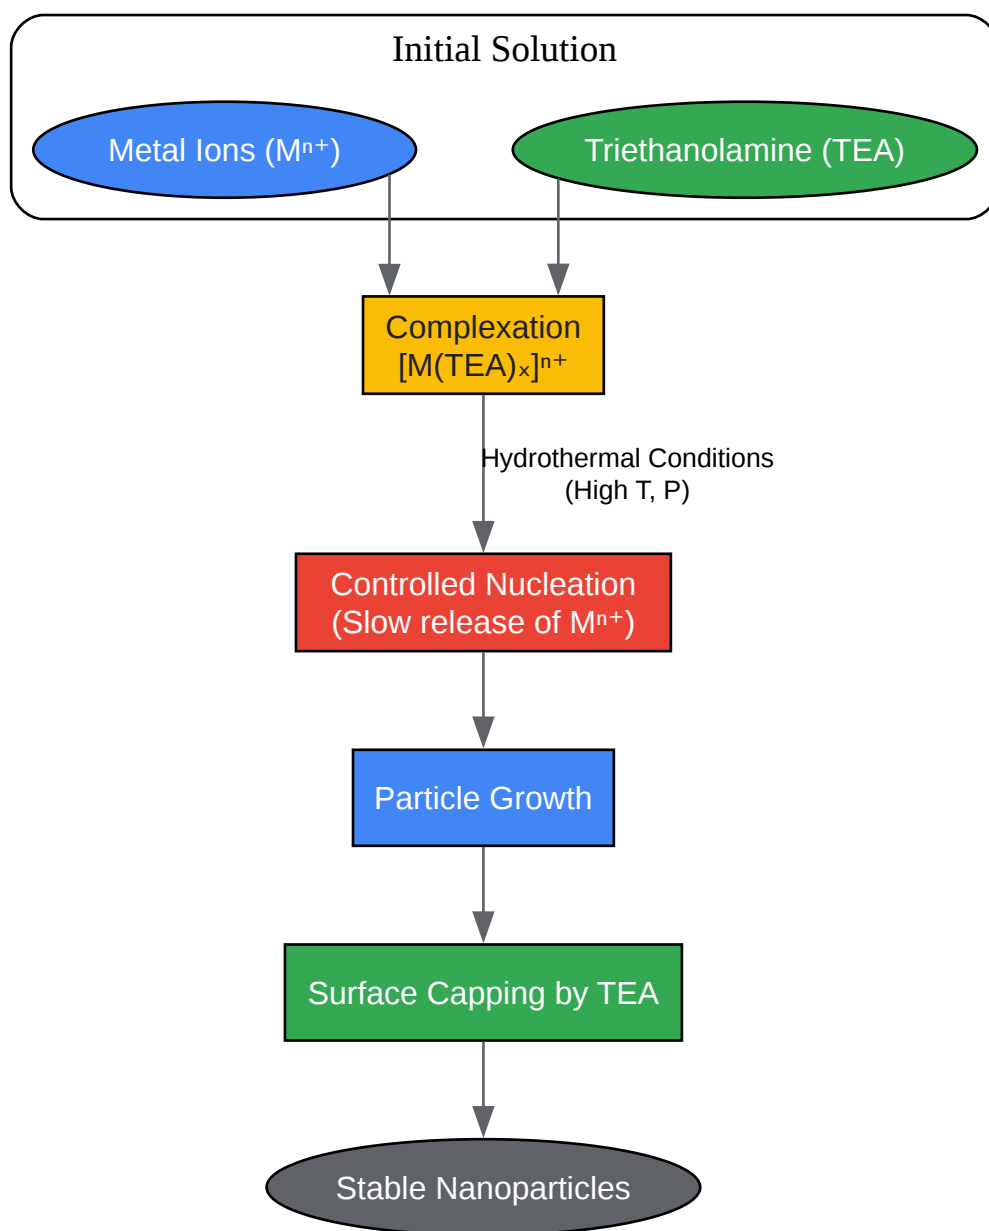 Initial Solution
Metal Ions (Mⁿ⁺)
Triethanolamine (TEA)
Complexation
[M(TEA)ₓ]ⁿ⁺
Hydrothermal Conditions
(High T, P)
Controlled Nucleation
(Slow release of Mⁿ⁺)
Particle Growth
Surface Capping by TEA
Stable Nanoparticles